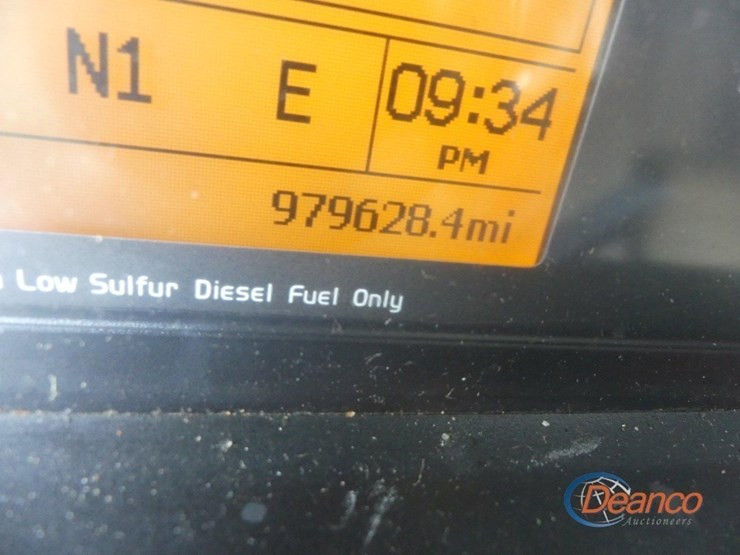 N1 E 09:34
PM
979628.4mi
Low Sulfur Diesel Fuel Only
Deanco
Auctioneers